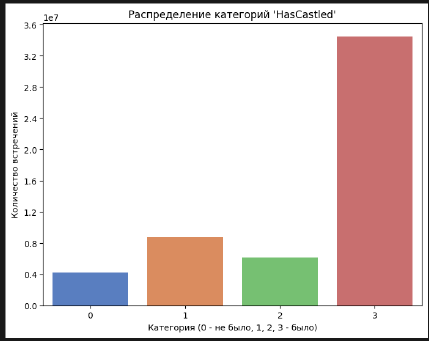 Распределение категорий 'HasCastled'
1e7
3.6
3.2
2.8
2.4
2.0
1.6
1.2
0.8
0.4
0.0
Количество встречений
0 1 2 3
Категория (0 - не было, 1, 2, 3 - было)